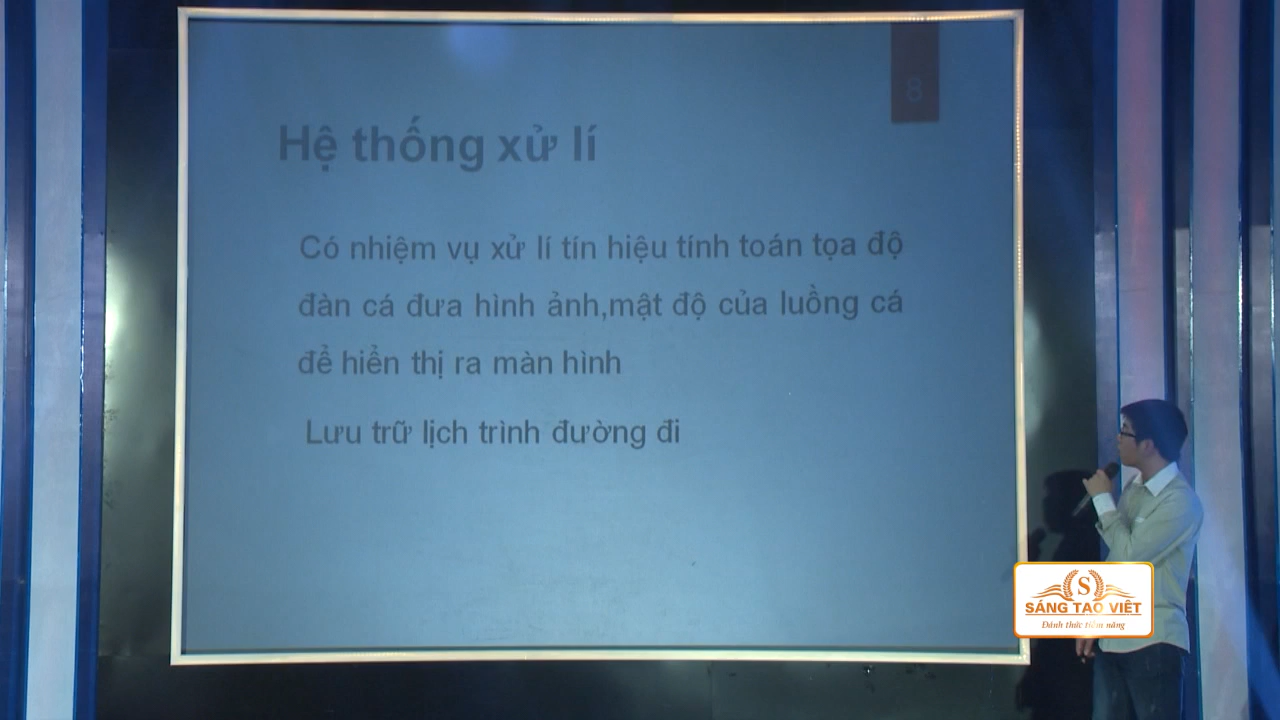 8
Hệ thống xử lí
Có nhiệm vụ xử lí tín hiệu tính toán tọa độ
đàn cá đưa hình ảnh,mật độ của luồng cá
để hiển thị ra màn hình
Lưu trữ lịch trình đường đi
S
SÁNG TẠO VIỆT
Đánh thức tiềm năng